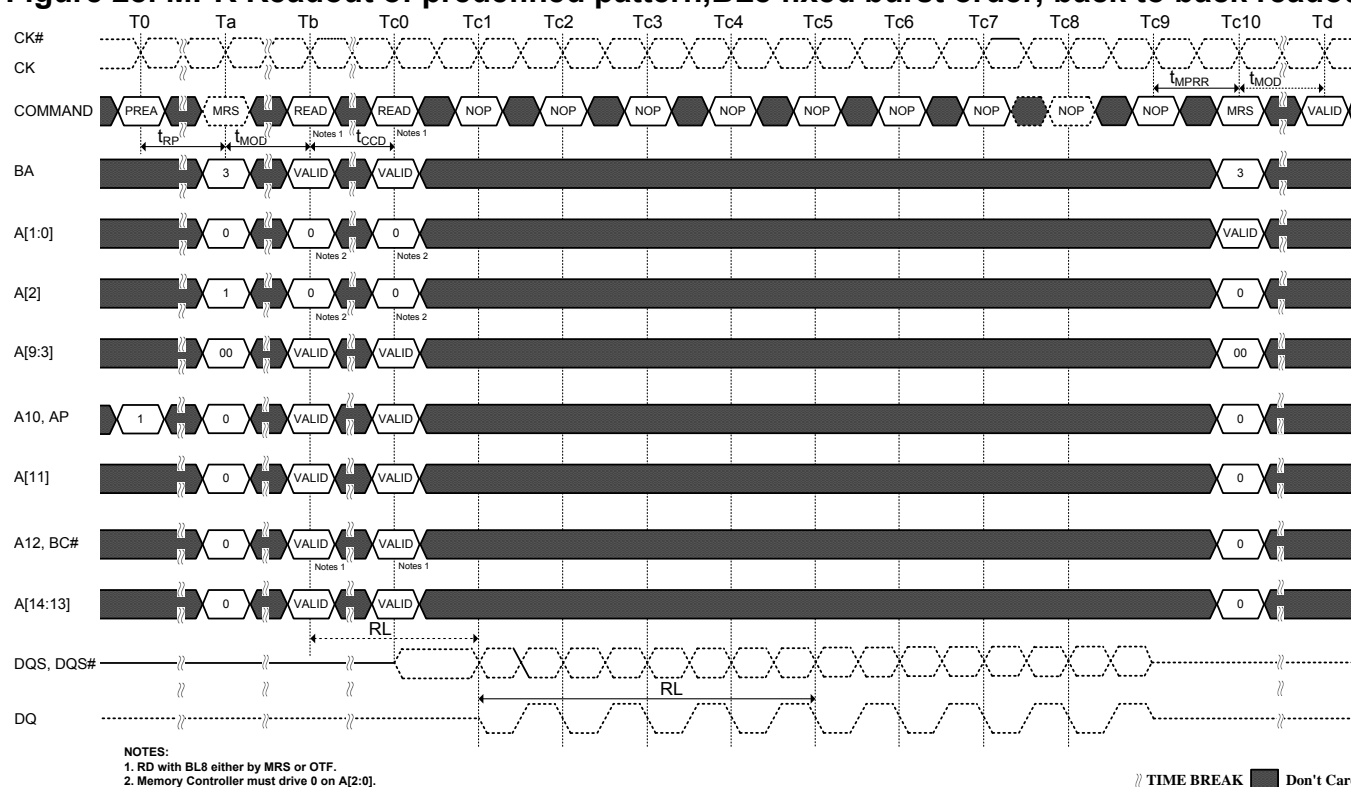 Figure 28. MPR Readout of predefined pattern,BL8 fixed burst order, back-to-back readout
T0 Ta Tb Tc0 Tc1 Tc2 Tc3 Tc4 Tc5 Tc6 Tc7 Tc8 Tc9 Tc10 Td
CK#
CK
tMPRR tMOD
COMMAND PREA MRS READ READ NOP NOP NOP NOP NOP NOP NOP NOP NOP MRS VALID
Notes 1 Notes 1
tRP tMOD tCCD
BA 3 VALID VALID 3
A[1:0] 0 0 0 VALID
Notes 2 Notes 2
A[2] 1 0 0 0
Notes 2 Notes 2
A[9:3] 00 VALID VALID 00
A10, AP 1 0 VALID VALID 0
A[11] 0 VALID VALID 0
A12, BC# 0 VALID VALID 0
Notes 1 Notes 1
A[14:13] 0 VALID VALID 0
RL
DQS, DQS#
RL
DQ
NOTES:
1. RD with BL8 either by MRS or OTF.
2. Memory Controller must drive 0 on A[2:0].
TIME BREAK Don't Care